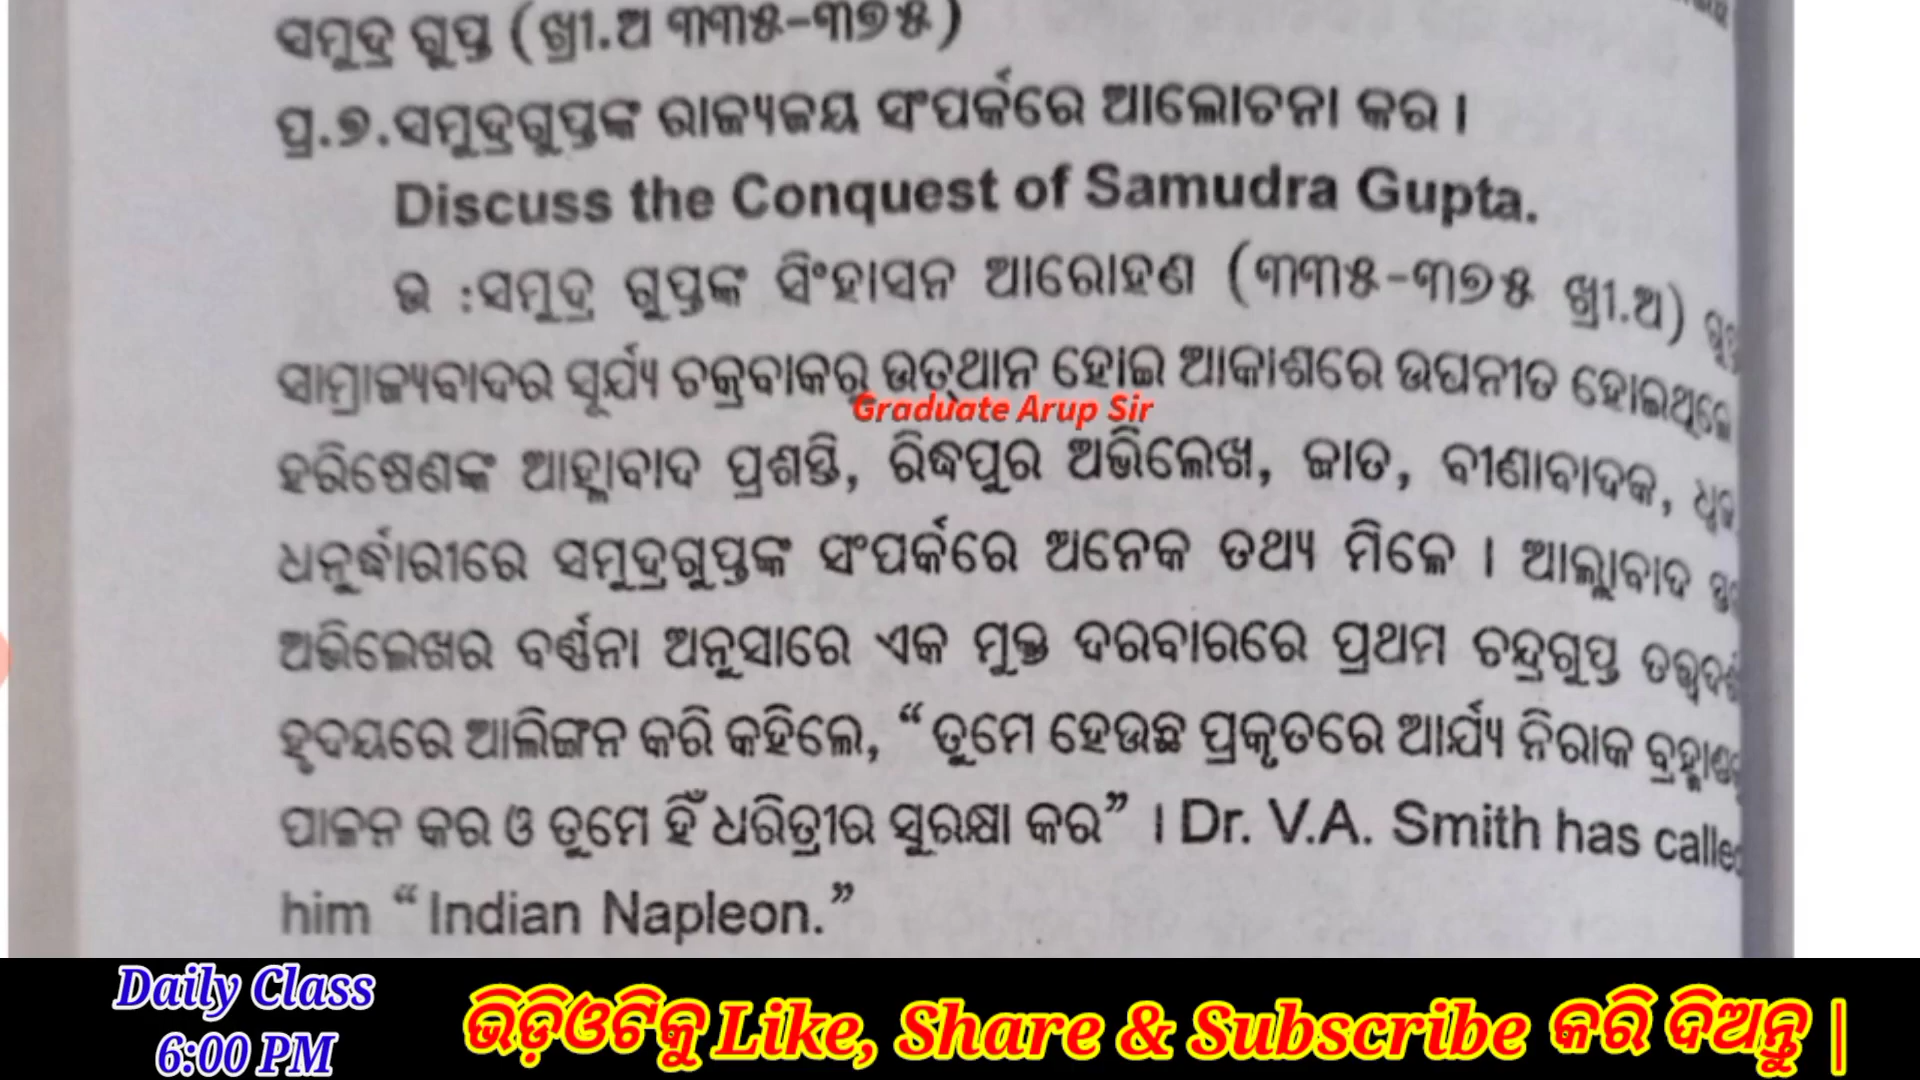 ସମୁଦ୍ର ଗୁପ୍ତ (ଖ୍ରୀ.ଅ ୩୩୫-୩୭୫)
ପ୍ର.୭.ସମୁଦ୍ରଗୁପ୍ତଙ୍କ ରାଜ୍ୟଜୟ ସଂପର୍କରେ ଆଲୋଚନା କର ।
Discuss the Conquest of Samudra Gupta.
ଉ :ସମୁଦ୍ର ଗୁପ୍ତଙ୍କ ସିଂହାସନ ଆରୋହଣ (୩୩୫-୩୭୫ ଖ୍ରୀ.ଅ)
ସାମ୍ରାଜ୍ୟବାଦର ସୂର୍ଯ୍ୟ ଚକ୍ରବାକରୁ ଉତ୍‌ଥାନ ହୋଇ ଆକାଶରେ ଉପନୀତ ହୋଇଥିଲେ
Graduate Arup Sir
ହରିଷେଣଙ୍କ ଆହ୍ଲାବାଦ ପ୍ରଶସ୍ତି, ରିଦ୍ଧପୁର ଅଭିଲେଖ, ଜାତ, ବୀଣାବାଦକ,
ଧନୁର୍ଦ୍ଧାରୀରେ ସମୁଦ୍ରଗୁପ୍ତଙ୍କ ସଂପର୍କରେ ଅନେକ ତଥ୍ୟ ମିଳେ । ଆଲ୍ଲାବାଦ
ଅଭିଲେଖର ବର୍ଣ୍ଣନା ଅନୁସାରେ ଏକ ମୁକ୍ତ ଦରବାରରେ ପ୍ରଥମ ଚନ୍ଦ୍ରଗୁପ୍ତ
ହୃଦୟରେ ଆଲିଙ୍ଗନ କରି କହିଲେ, “ତୁମେ ହେଉଛ ପ୍ରକୃତରେ ଆର୍ଯ୍ୟ ନିରାକ
ପାଳନ କର ଓ ତୁମେ ହିଁ ଧରିତ୍ରୀର ସୁରକ୍ଷା କର” । Dr. V.A. Smith has called
him “Indian Napleon.”
Daily Class
6:00 PM
ଭିଡ଼ିଓଟିକୁ Like, Share & Subscribe କରି ଦିଅନ୍ତୁ |